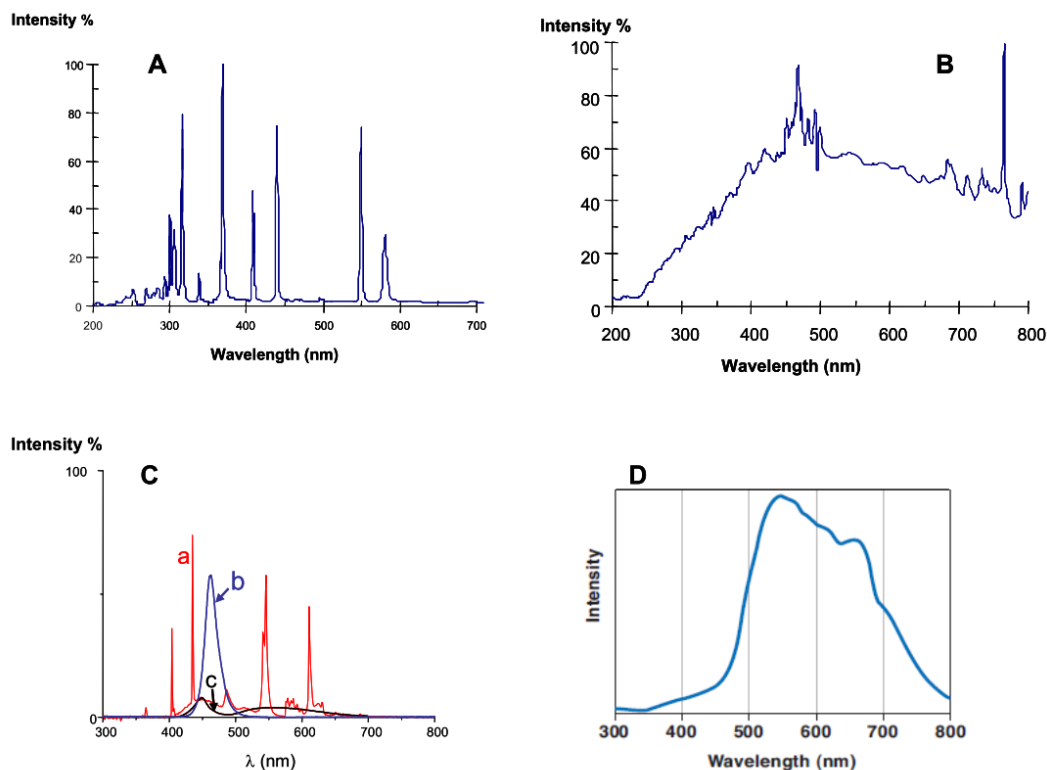 Intensity %
A
100
80
60
40
20
0
200 300 400 500 600 700
Wavelength (nm)
Intensity %
B
100
80
60
40
20
0
200 300 400 500 600 700 800
Wavelength (nm)
Intensity %
C
100
a
b
c
0
300 400 500 600 700 800
λ (nm)
D
Intensity
300 400 500 600 700 800
Wavelength (nm)